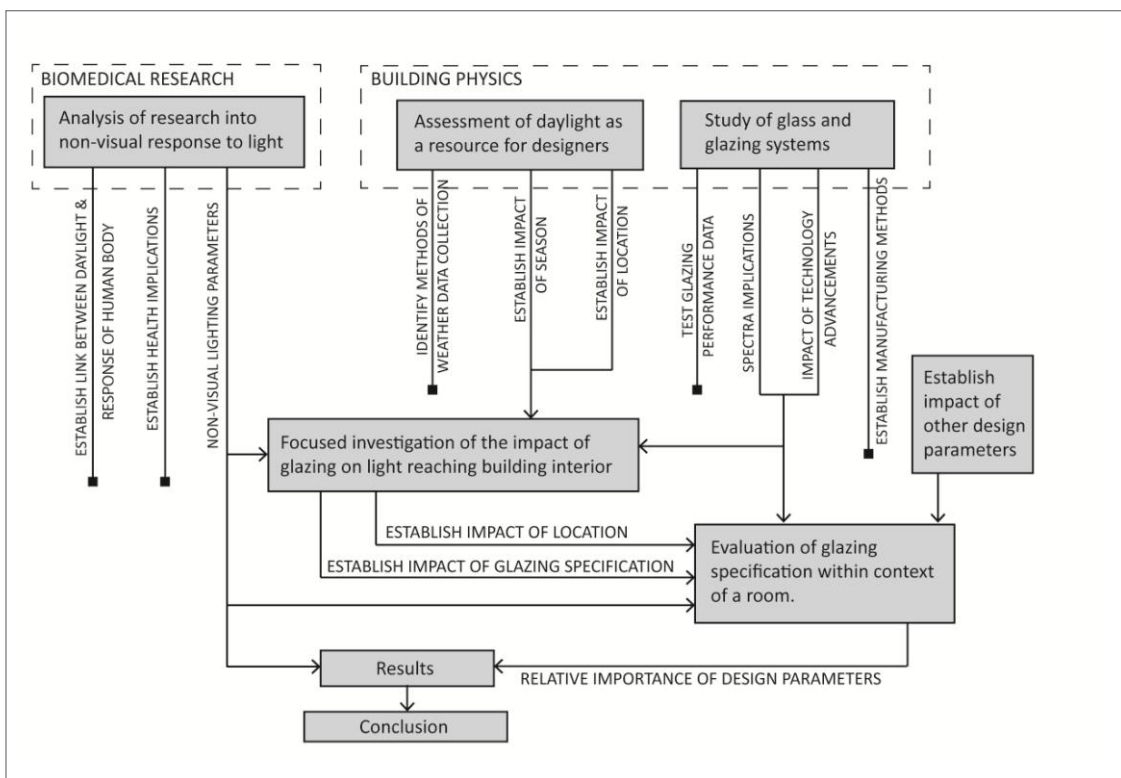 BIOMEDICAL RESEARCH
Analysis of research into
non-visual response to light
BUILDING PHYSICS
Assessment of daylight as
a resource for designers
Study of glass and
glazing systems
ESTABLISH LINK BETWEEN DAYLIGHT &
RESPONSE OF HUMAN BODY
ESTABLISH HEALTH IMPLICATIONS
NON-VISUAL LIGHTING PARAMETERS
IDENTIFY METHODS OF
WEATHER DATA COLLECTION
ESTABLISH IMPACT
OF SEASON
ESTABLISH IMPACT
OF LOCATION
TEST GLAZING
PERFORMANCE DATA
SPECTRA IMPLICATIONS
IMPACT OF TECHNOLOGY
ADVANCEMENTS
ESTABLISH MANUFACTURING METHODS
Establish
impact of
other design
parameters
Focused investigation of the impact of
glazing on light reaching building interior
ESTABLISH IMPACT OF LOCATION
ESTABLISH IMPACT OF GLAZING SPECIFICATION
Evaluation of glazing
specification within context
of a room.
Results
RELATIVE IMPORTANCE OF DESIGN PARAMETERS
Conclusion